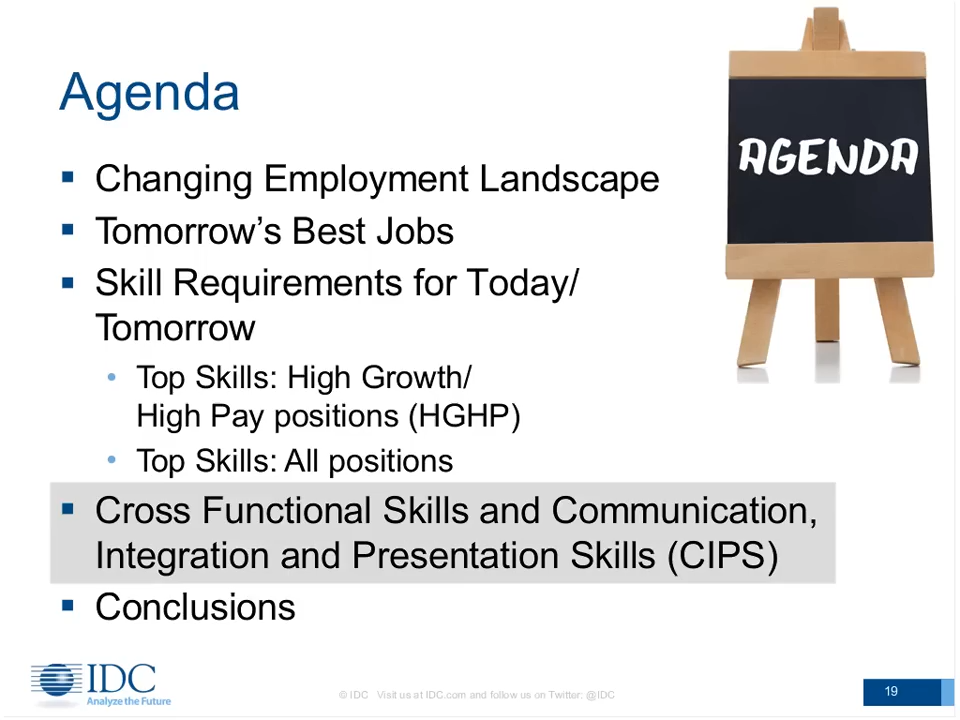 Agenda
AGENDA
Changing Employment Landscape
Tomorrow’s Best Jobs
Skill Requirements for Today/
Tomorrow
Top Skills: High Growth/
High Pay positions (HGHP)
Top Skills: All positions
Cross Functional Skills and Communication,
Integration and Presentation Skills (CIPS)
Conclusions
IDC
Analyze the Future
© IDC Visit us at IDC.com and follow us on Twitter: @IDC
19